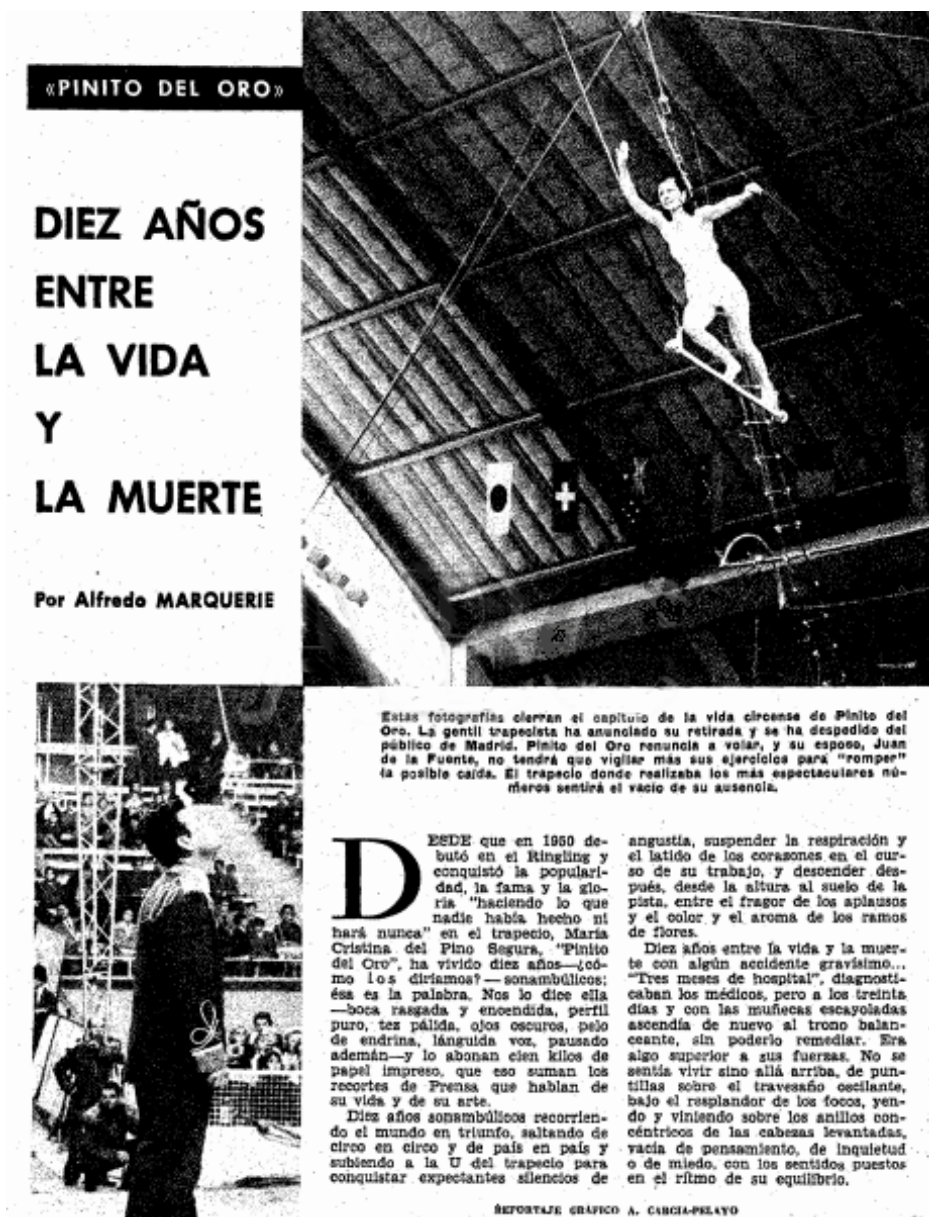 «PINITO DEL ORO»
DIEZ AÑOS
ENTRE
LA VIDA
Y
LA MUERTE
Por Alfredo MARQUERIE
Estas fotografías cierran el capítulo de la vida circense de Pinito del
Oro. La gentil trapecista ha anunciado su retirada y se ha despedido del
público de Madrid. Pinito del Oro renuncia a volar, y su esposo, Juan
de la Fuente, no tendrá que vigilar más sus ejercicios para "romper"
la posible caída. El trapecio donde realizaba los más espectaculares nú-
meros sentirá el vacío de su ausencia.
DESDE que en 1950 de-
butó en el Ringling y
conquistó la populari-
dad, la fama y la glo-
ria "haciendo lo que
nadie había hecho ni
hará nunca" en el trapecio, María
Cristina del Pino Segura, "Pinito
del Oro", ha vivido diez años—¿có-
mo los diríamos?—sonambúlicos;
ésa es la palabra. Nos lo dice ella
—boca rasgada y encendida, perfil
puro, tez pálida, ojos oscuros, pelo
de endrina, lánguida voz, pausado
ademán—y lo abonan cien kilos de
papel impreso, que eso suman los
recortes de Prensa que hablan de
su vida y de su arte.
Diez años sonambúlicos recorrien-
do el mundo en triunfo, saltando de
circo en circo y de país en país y
subiendo a la U del trapecio para
conquistar expectantes silencios de
angustia, suspender la respiración y
el latido de los corazones en el cur-
so de su trabajo, y descender des-
pués, desde la altura al suelo de la
pista, entre el fragor de los aplausos
y el color y el aroma de los ramos
de flores.
Diez años entre la vida y la muer-
te con algún accidente gravísimo...
"Tres meses de hospital", diagnosti-
caban los médicos, pero a los treinta
días y con las muñecas escayoladas
ascendía de nuevo al trono balan-
ceante, sin poderlo remediar. Era
algo superior a sus fuerzas. No se
sentía vivir sino allá arriba, de pun-
tillas sobre el travesaño oscilante,
bajo el resplandor de los focos, yen-
do y viniendo sobre los anillos con-
céntricos de las cabezas levantadas,
vacía de pensamiento, de inquietud
o de miedo, con los sentidos puestos
en el ritmo de su equilibrio.
REPORTAJE GRÁFICO A. GARCIA-PELAYO